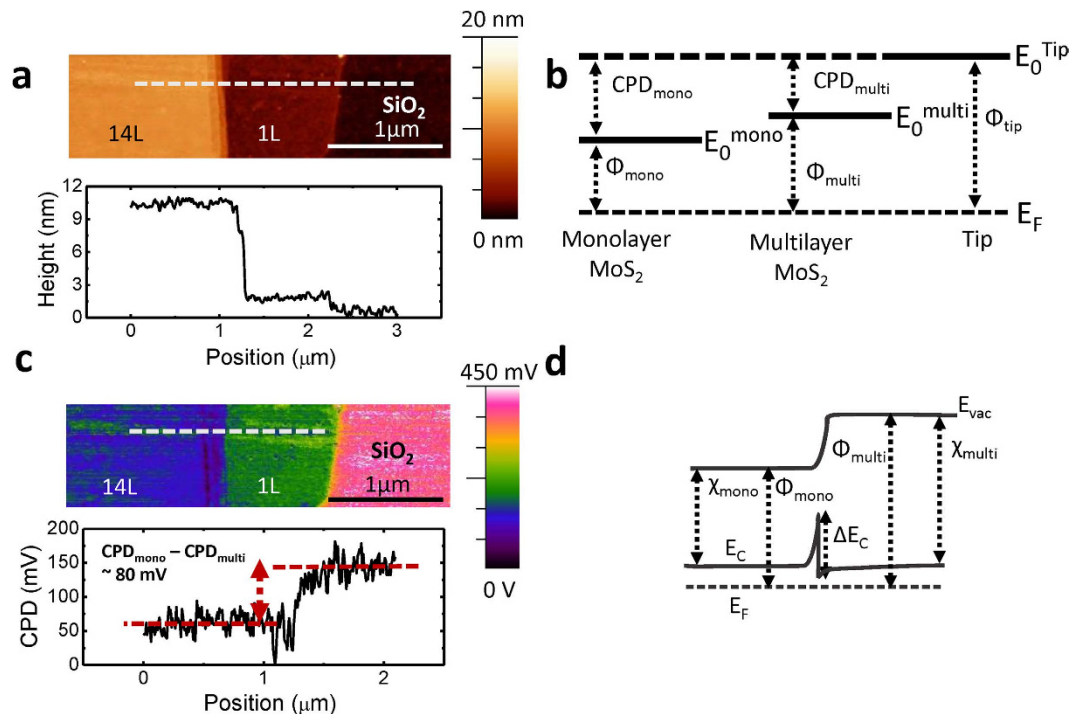 a
20 nm
0 nm
14L
1L
SiO₂
1µm
12
9
6
3
0
Height (nm)
0
1
2
3
Position (µm)
b
E₀ᵀⁱᵖ
CPDmono
CPDmulti
E₀ᵐᵒⁿᵒ
E₀ᵐᵘˡᵗⁱ
Φtip
Φmono
Φmulti
EF
Monolayer
MoS₂
Multilayer
MoS₂
Tip
c
450 mV
0 V
14L
1L
SiO₂
1µm
200
150
100
50
0
CPD (mV)
CPDmono – CPDmulti
~ 80 mV
0
1
2
Position (µm)
d
Evac
Φmulti
χmulti
χmono
Φmono
ΔEC
EC
EF